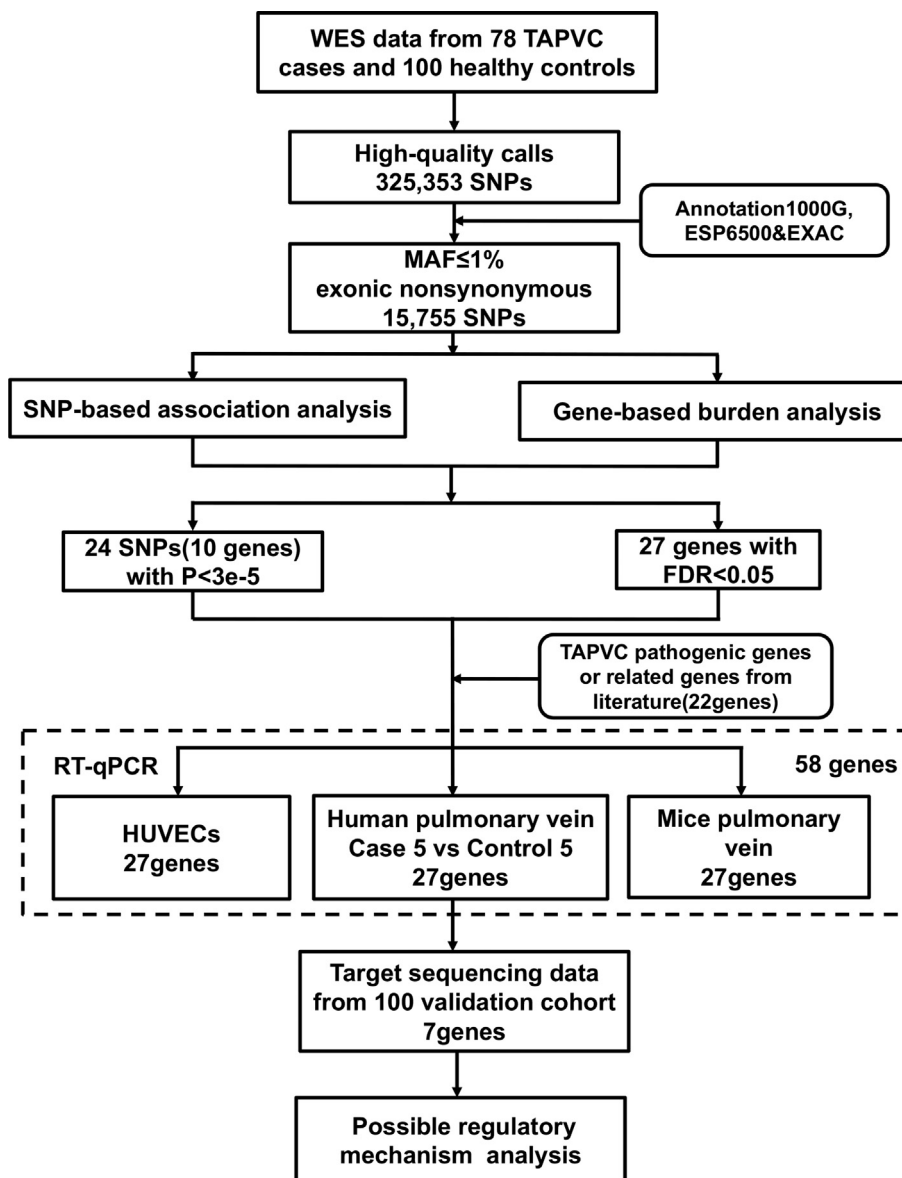 WES data from 78 TAPVC
cases and 100 healthy controls
High-quality calls
325,353 SNPs
Annotation1000G,
ESP6500&EXAC
MAF≤1%
exonic nonsynonymous
15,755 SNPs
SNP-based association analysis
Gene-based burden analysis
24 SNPs(10 genes)
with P<3e-5
27 genes with
FDR<0.05
TAPVC pathogenic genes
or related genes from
literature(22genes)
RT-qPCR
58 genes
HUVECs
27genes
Human pulmonary vein
Case 5 vs Control 5
27genes
Mice pulmonary
vein
27genes
Target sequencing data
from 100 validation cohort
7genes
Possible regulatory
mechanism analysis